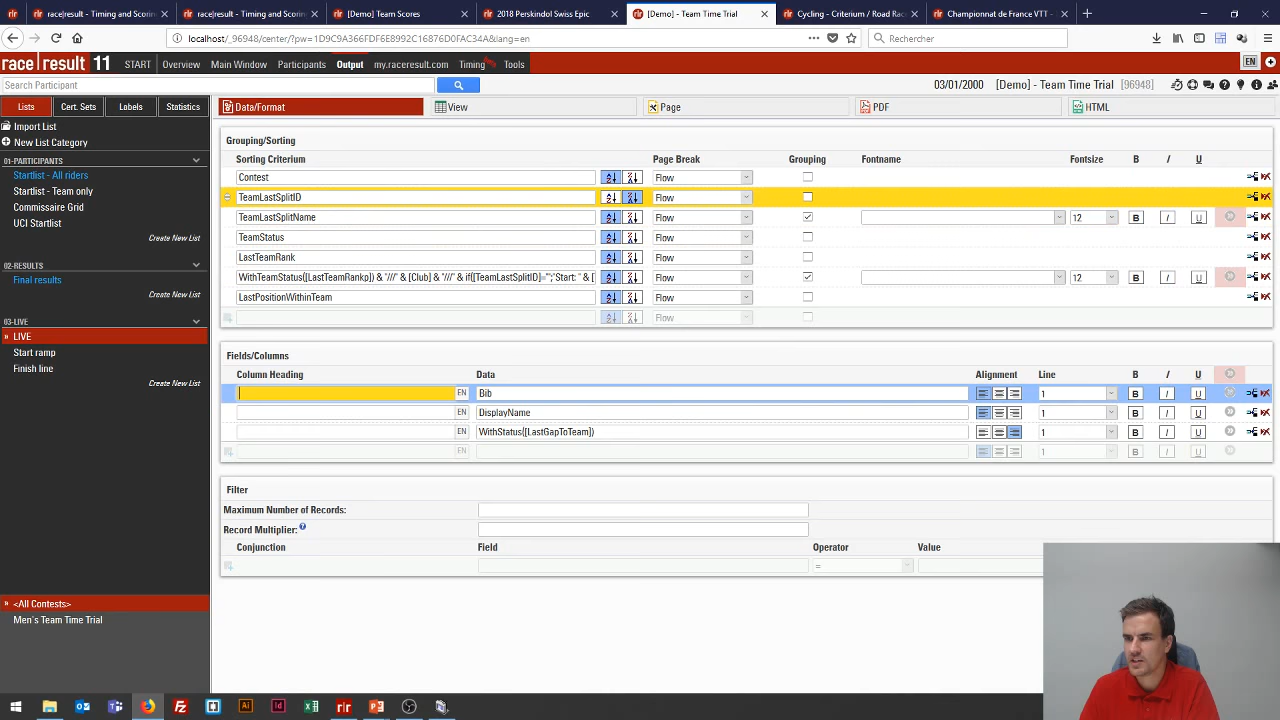 race|result - Timing and Scorin
race|result - Timing and Scorin
[Demo] Team Scores
2018 Perskindol Swiss Epic
[Demo] - Team Time Trial
Cycling - Criterium / Road Rac
Championnat de France VTT -
localhost/_96948/center/?pw=1D9C9A366FDF6E8992C16876D0FAC34A&lang=en
Rechercher
race|result 11
START
Overview
Main Window
Participants
Output
my.raceresult.com
Timing
Tools
EN
Search Participant
03/01/2000
[Demo] - Team Time Trial
[96948]
Lists
Cert. Sets
Labels
Statistics
Data/Format
View
Page
PDF
HTML
Import List
New List Category
01-PARTICIPANTS
Startlist - All riders
Startlist - Team only
Commissaire Grid
UCI Startlist
Create New List
02-RESULTS
Final results
Create New List
03-LIVE
LIVE
Start ramp
Finish line
Create New List
<All Contests>
Men's Team Time Trial
Grouping/Sorting
Sorting Criterium
Page Break
Grouping
Fontname
Fontsize
B
I
U
Contest
Flow
TeamLastSplitID
Flow
TeamLastSplitName
Flow
12
B
I
U
TeamStatus
Flow
LastTeamRank
Flow
WithTeamStatus([LastTeamRankp]) & "///" & [Club] & "///" & if([TeamLastSplitID]="";"Start: " & [
Flow
12
B
I
U
LastPositionWithinTeam
Flow
Flow
Fields/Columns
Column Heading
Data
Alignment
Line
B
I
U
EN
Bib
1
B
I
U
EN
DisplayName
1
B
I
U
EN
WithStatus([LastGapToTeam])
1
B
I
U
EN
1
B
I
U
Filter
Maximum Number of Records:
Record Multiplier:
Conjunction
Field
Operator
Value
=